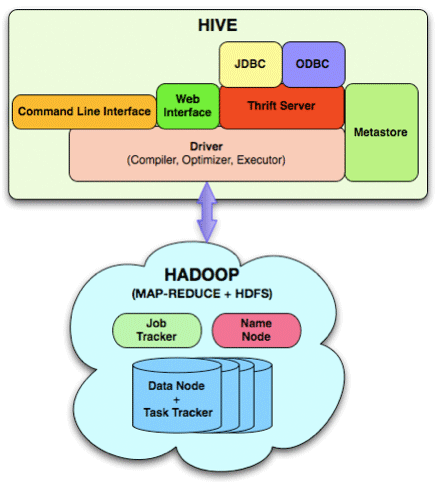 HIVE
JDBC
ODBC
Command Line Interface
Web
Interface
Thrift Server
Metastore
Driver
(Compiler, Optimizer, Executor)
HADOOP
(MAP-REDUCE + HDFS)
Job
Tracker
Name
Node
Data Node
+
Task Tracker